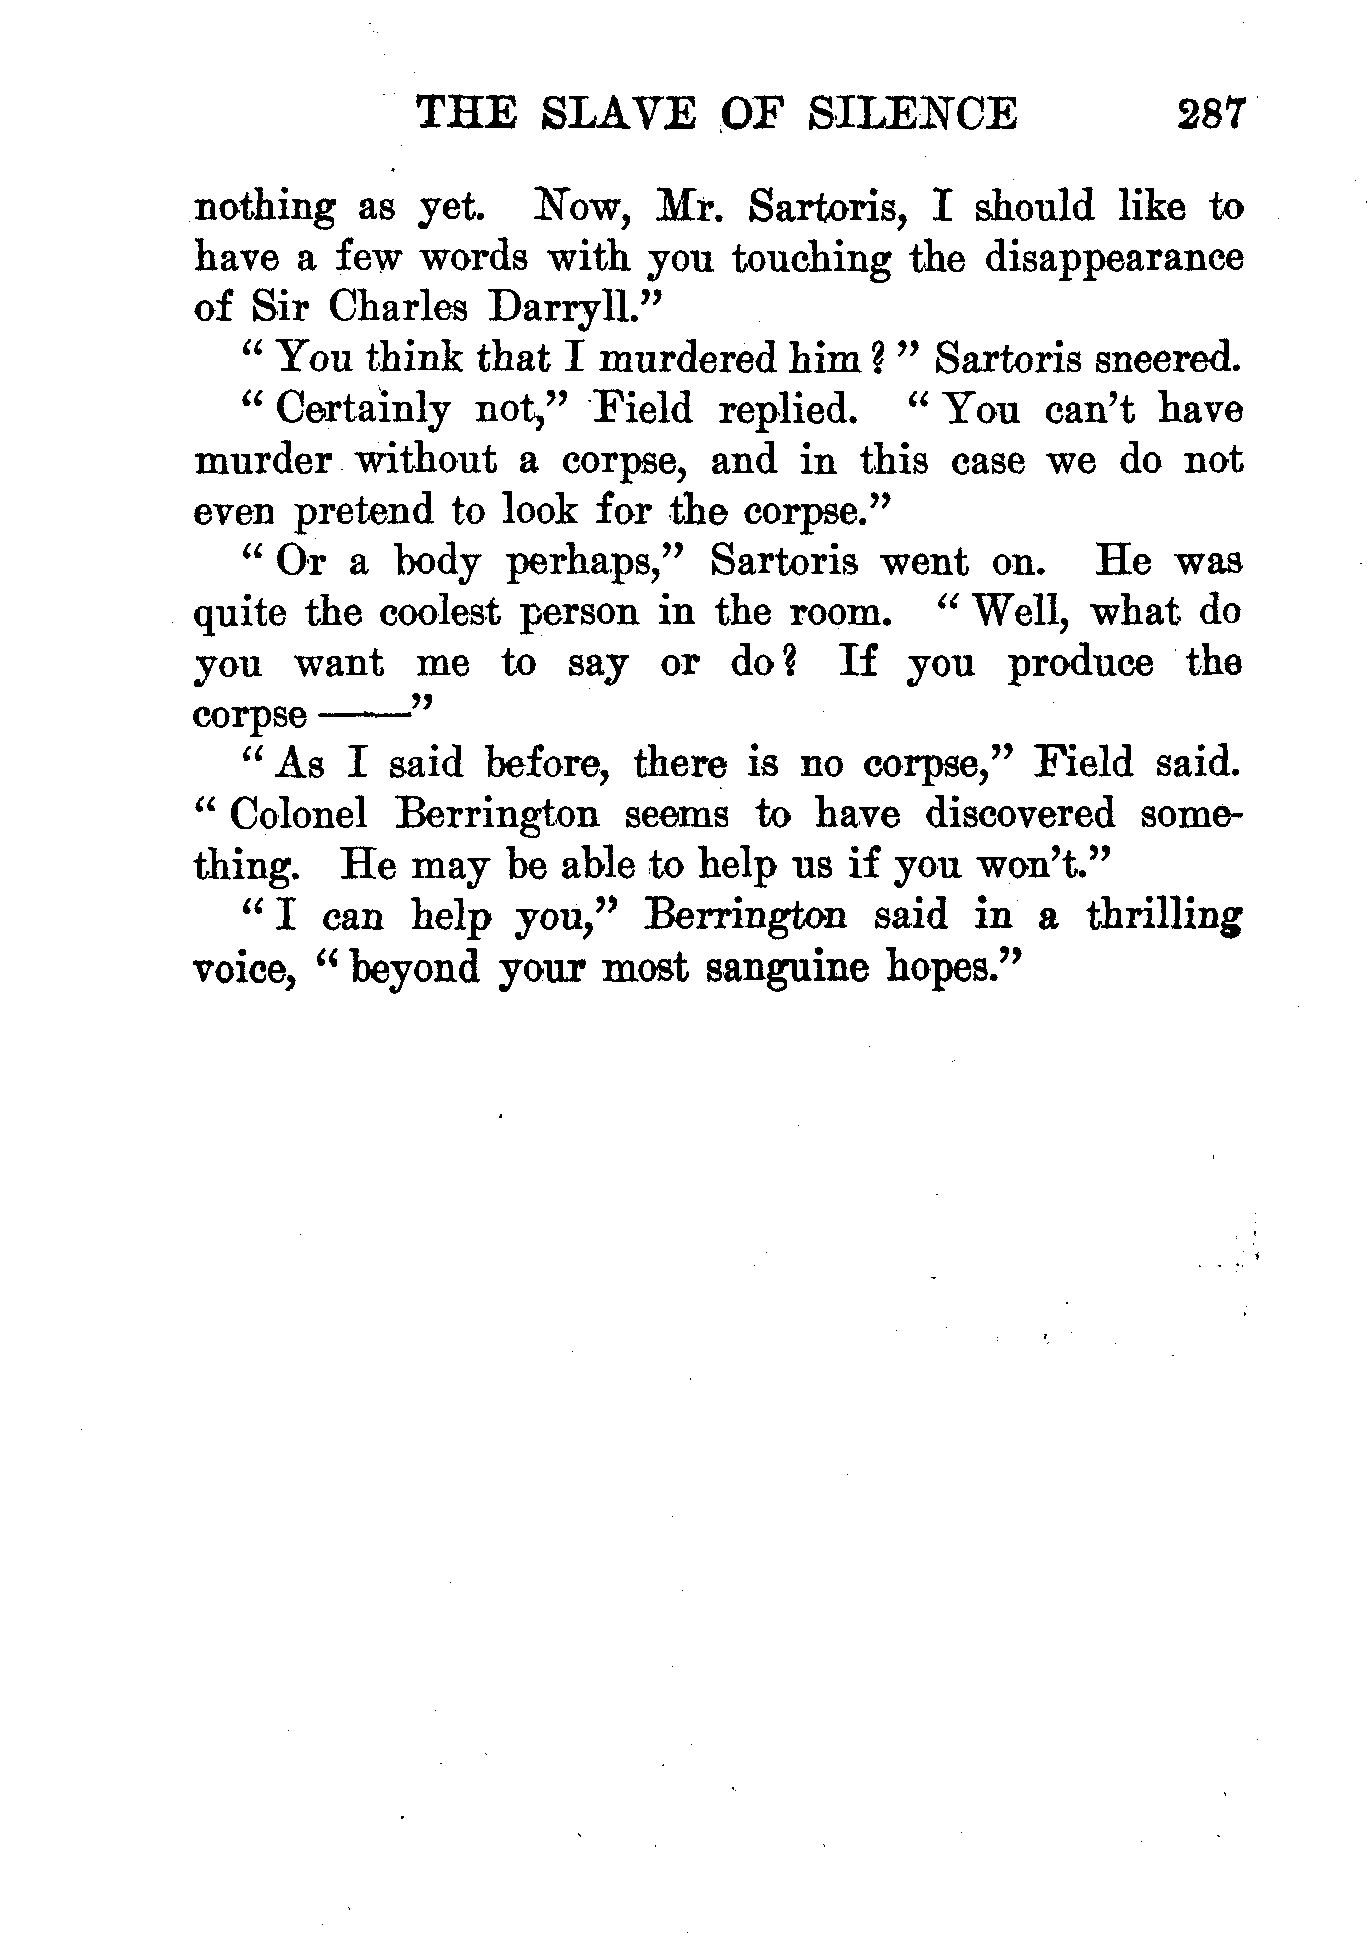 THE SLAVE OF SILENCE 287
nothing as yet. Now, Mr. Sartoris, I should like to
have a few words with you touching the disappearance
of Sir Charles Darryll.”
“ You think that I murdered him ? ” Sartoris sneered.
“ Certainly not,” Field replied. “ You can’t have
murder without a corpse, and in this case we do not
even pretend to look for the corpse.”
“ Or a body perhaps,” Sartoris went on. He was
quite the coolest person in the room. “ Well, what do
you want me to say or do ? If you produce the
corpse ——”
“ As I said before, there is no corpse,” Field said.
“ Colonel Berrington seems to have discovered some-
thing. He may be able to help us if you won’t.”
“ I can help you,” Berrington said in a thrilling
voice, “ beyond your most sanguine hopes.”